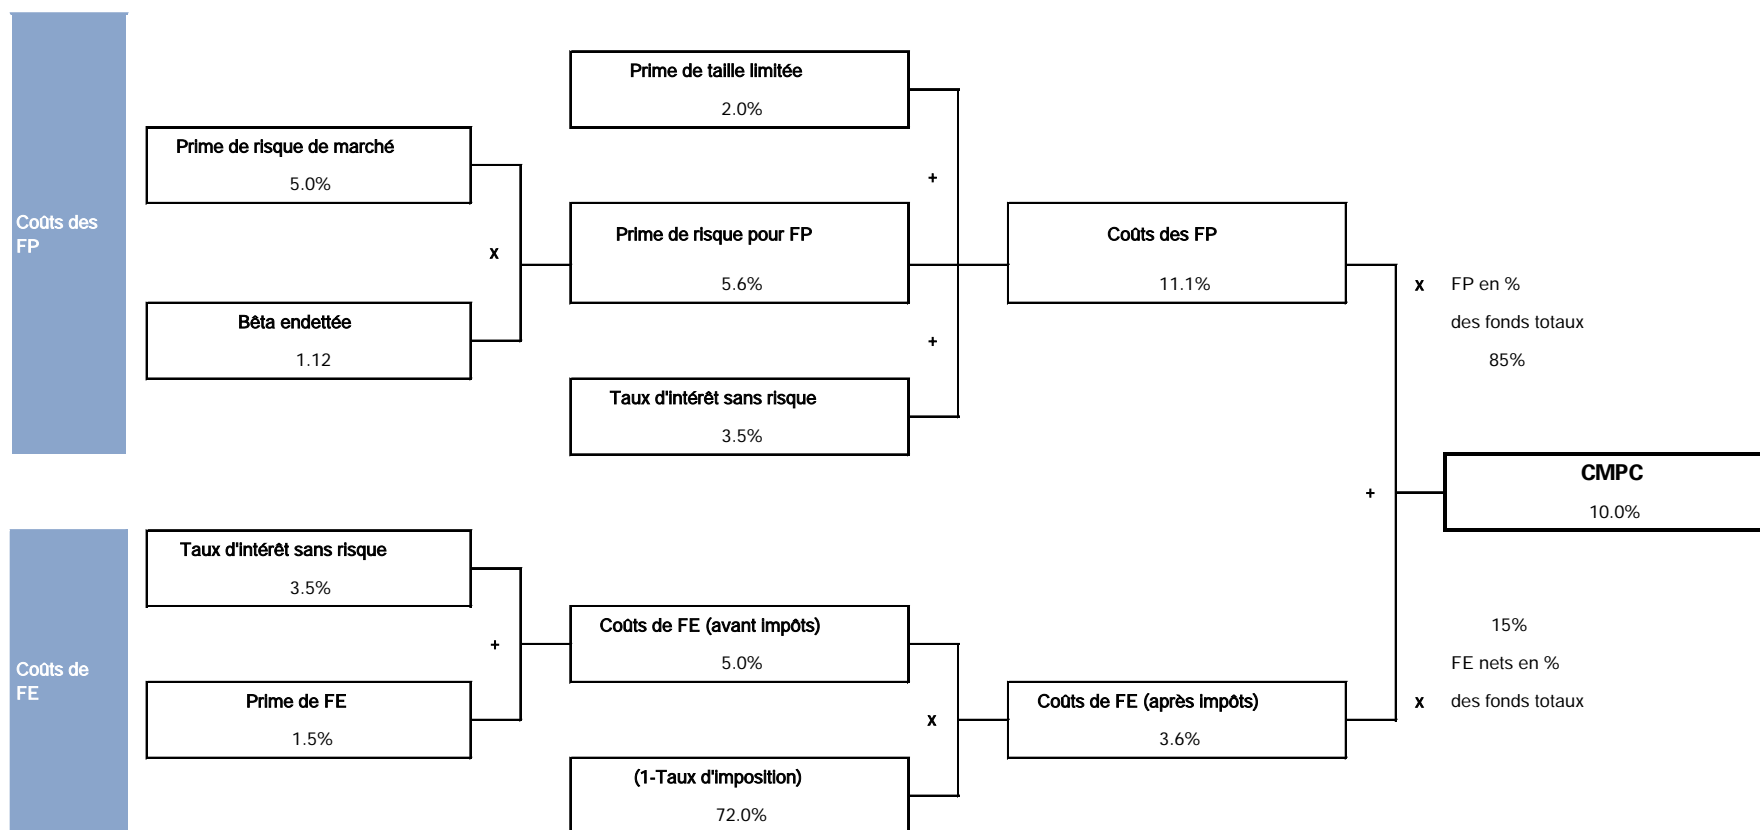 Coûts des
FP
Prime de risque de marché
5.0%
x
Bêta endettée
1.12
Prime de taille limitée
2.0%
+
Prime de risque pour FP
5.6%
+
Taux d'intérêt sans risque
3.5%
Coûts des FP
11.1%
x FP en %
des fonds totaux
85%
+
CMPC
10.0%
Coûts de
FE
Taux d'intérêt sans risque
3.5%
+
Prime de FE
1.5%
Coûts de FE (avant impôts)
5.0%
x
(1-Taux d'imposition)
72.0%
Coûts de FE (après impôts)
3.6%
15%
FE nets en %
x des fonds totaux